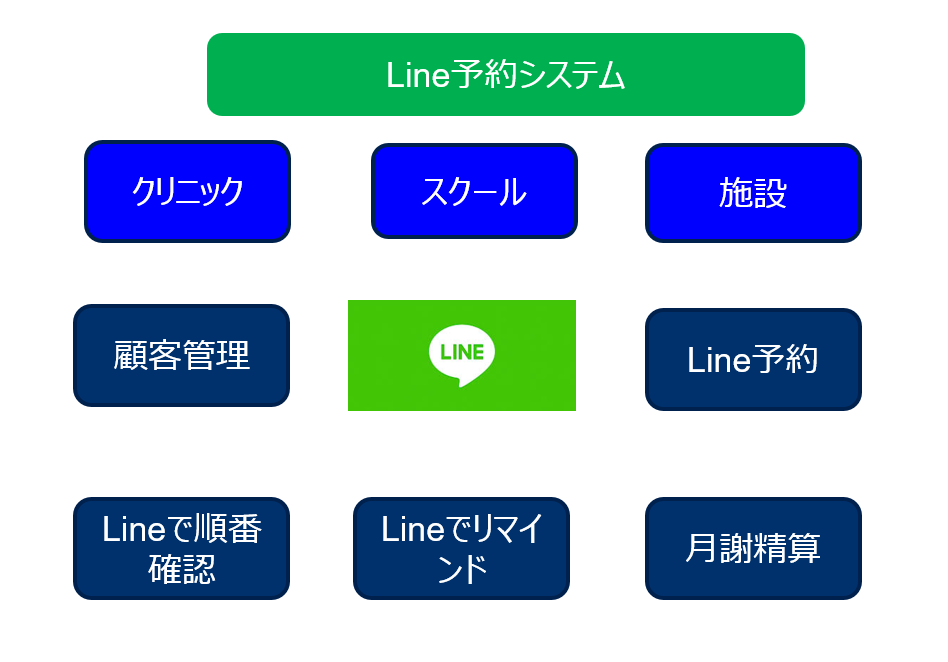 Line予約システム
クリニック
スクール
施設
顧客管理
LINE
Line予約
Lineで順番
確認
Lineでリマイ
ンド
月謝精算